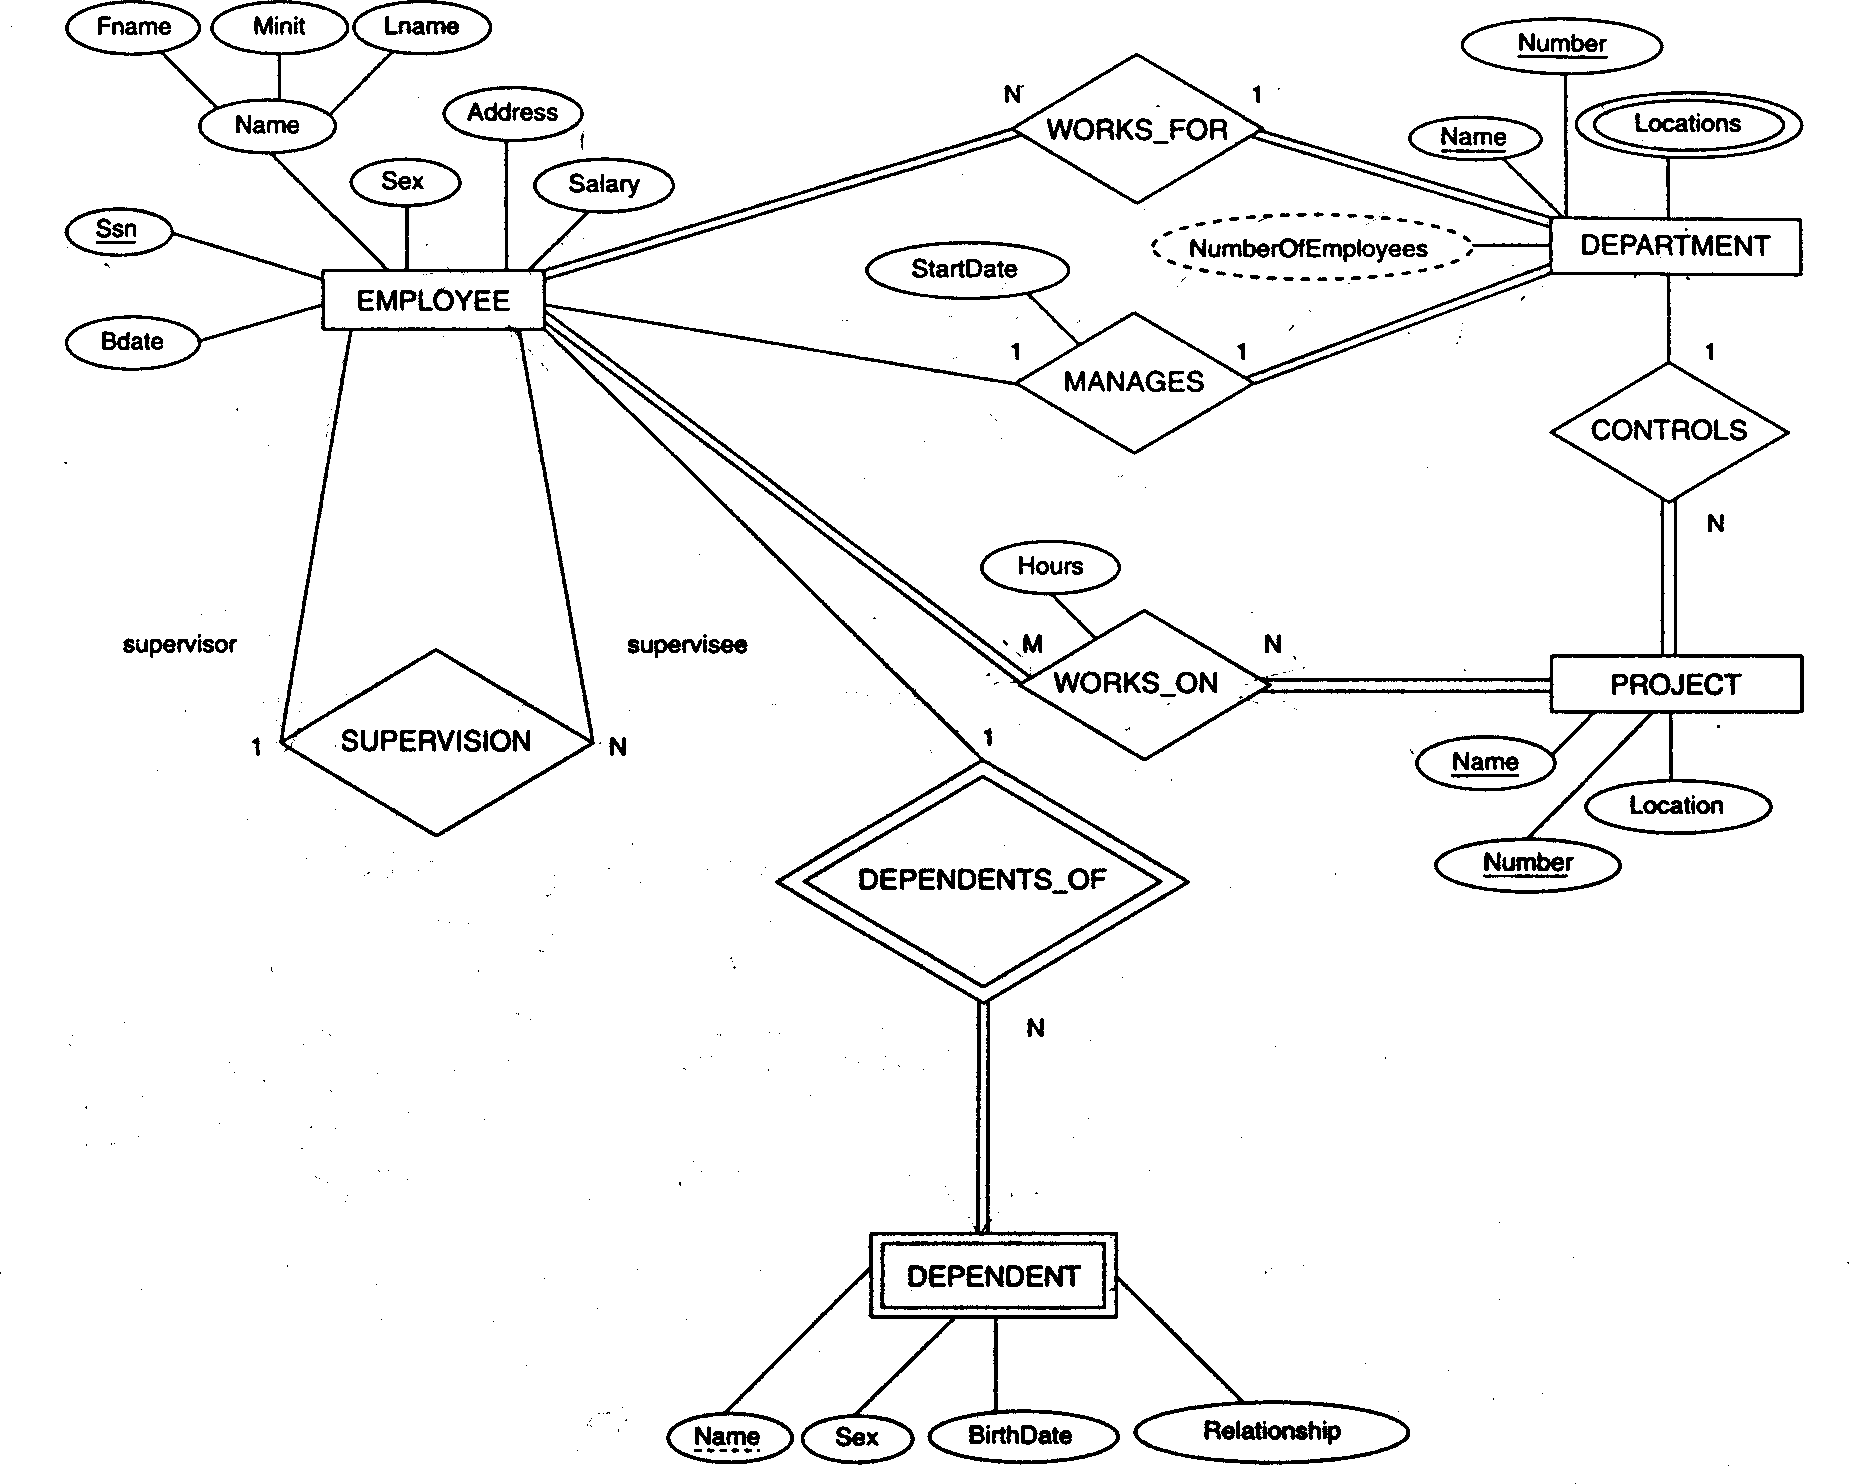 Fname
Minit
Lname
Name
Address
Sex
Salary
Ssn
Bdate
EMPLOYEE
N
WORKS_FOR
1
Number
Name
Locations
NumberOfEmployees
DEPARTMENT
StartDate
1
MANAGES
1
1
CONTROLS
N
supervisor
supervisee
1
SUPERVISION
N
Hours
M
WORKS_ON
N
PROJECT
Name
Number
Location
1
DEPENDENTS_OF
N
DEPENDENT
Name
Sex
BirthDate
Relationship